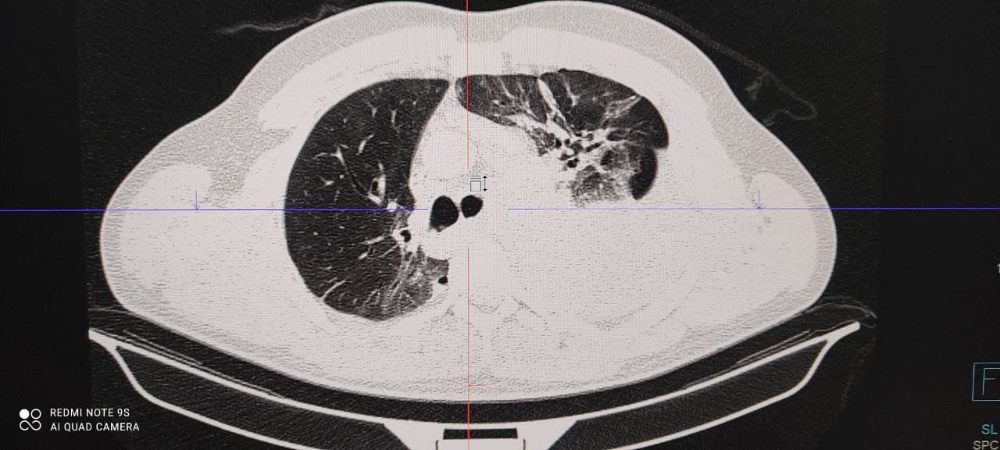 REDMI NOTE 9S
AI QUAD CAMERA
F
SL
SPC